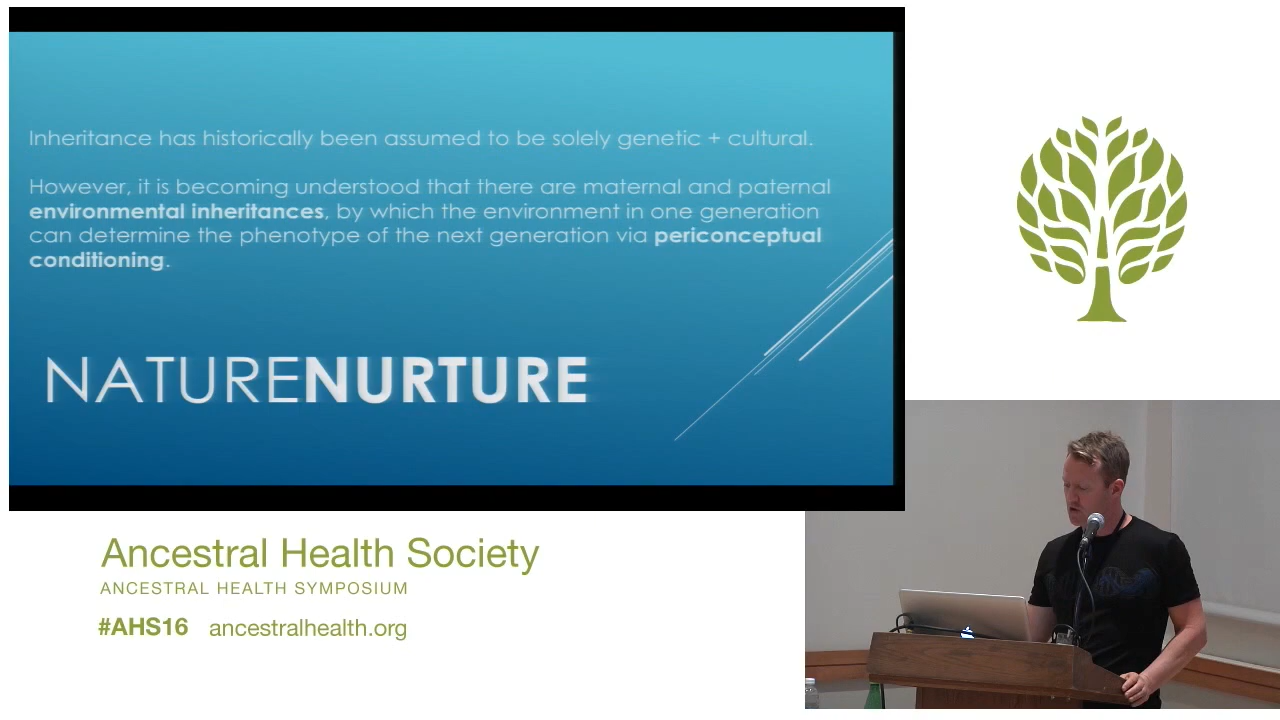 Inheritance has historically been assumed to be solely genetic + cultural.
However, it is becoming understood that there are maternal and paternal
environmental inheritances, by which the environment in one generation
can determine the phenotype of the next generation via periconceptual
conditioning.
NATURENURTURE
Ancestral Health Society
ANCESTRAL HEALTH SYMPOSIUM
#AHS16 ancestralhealth.org